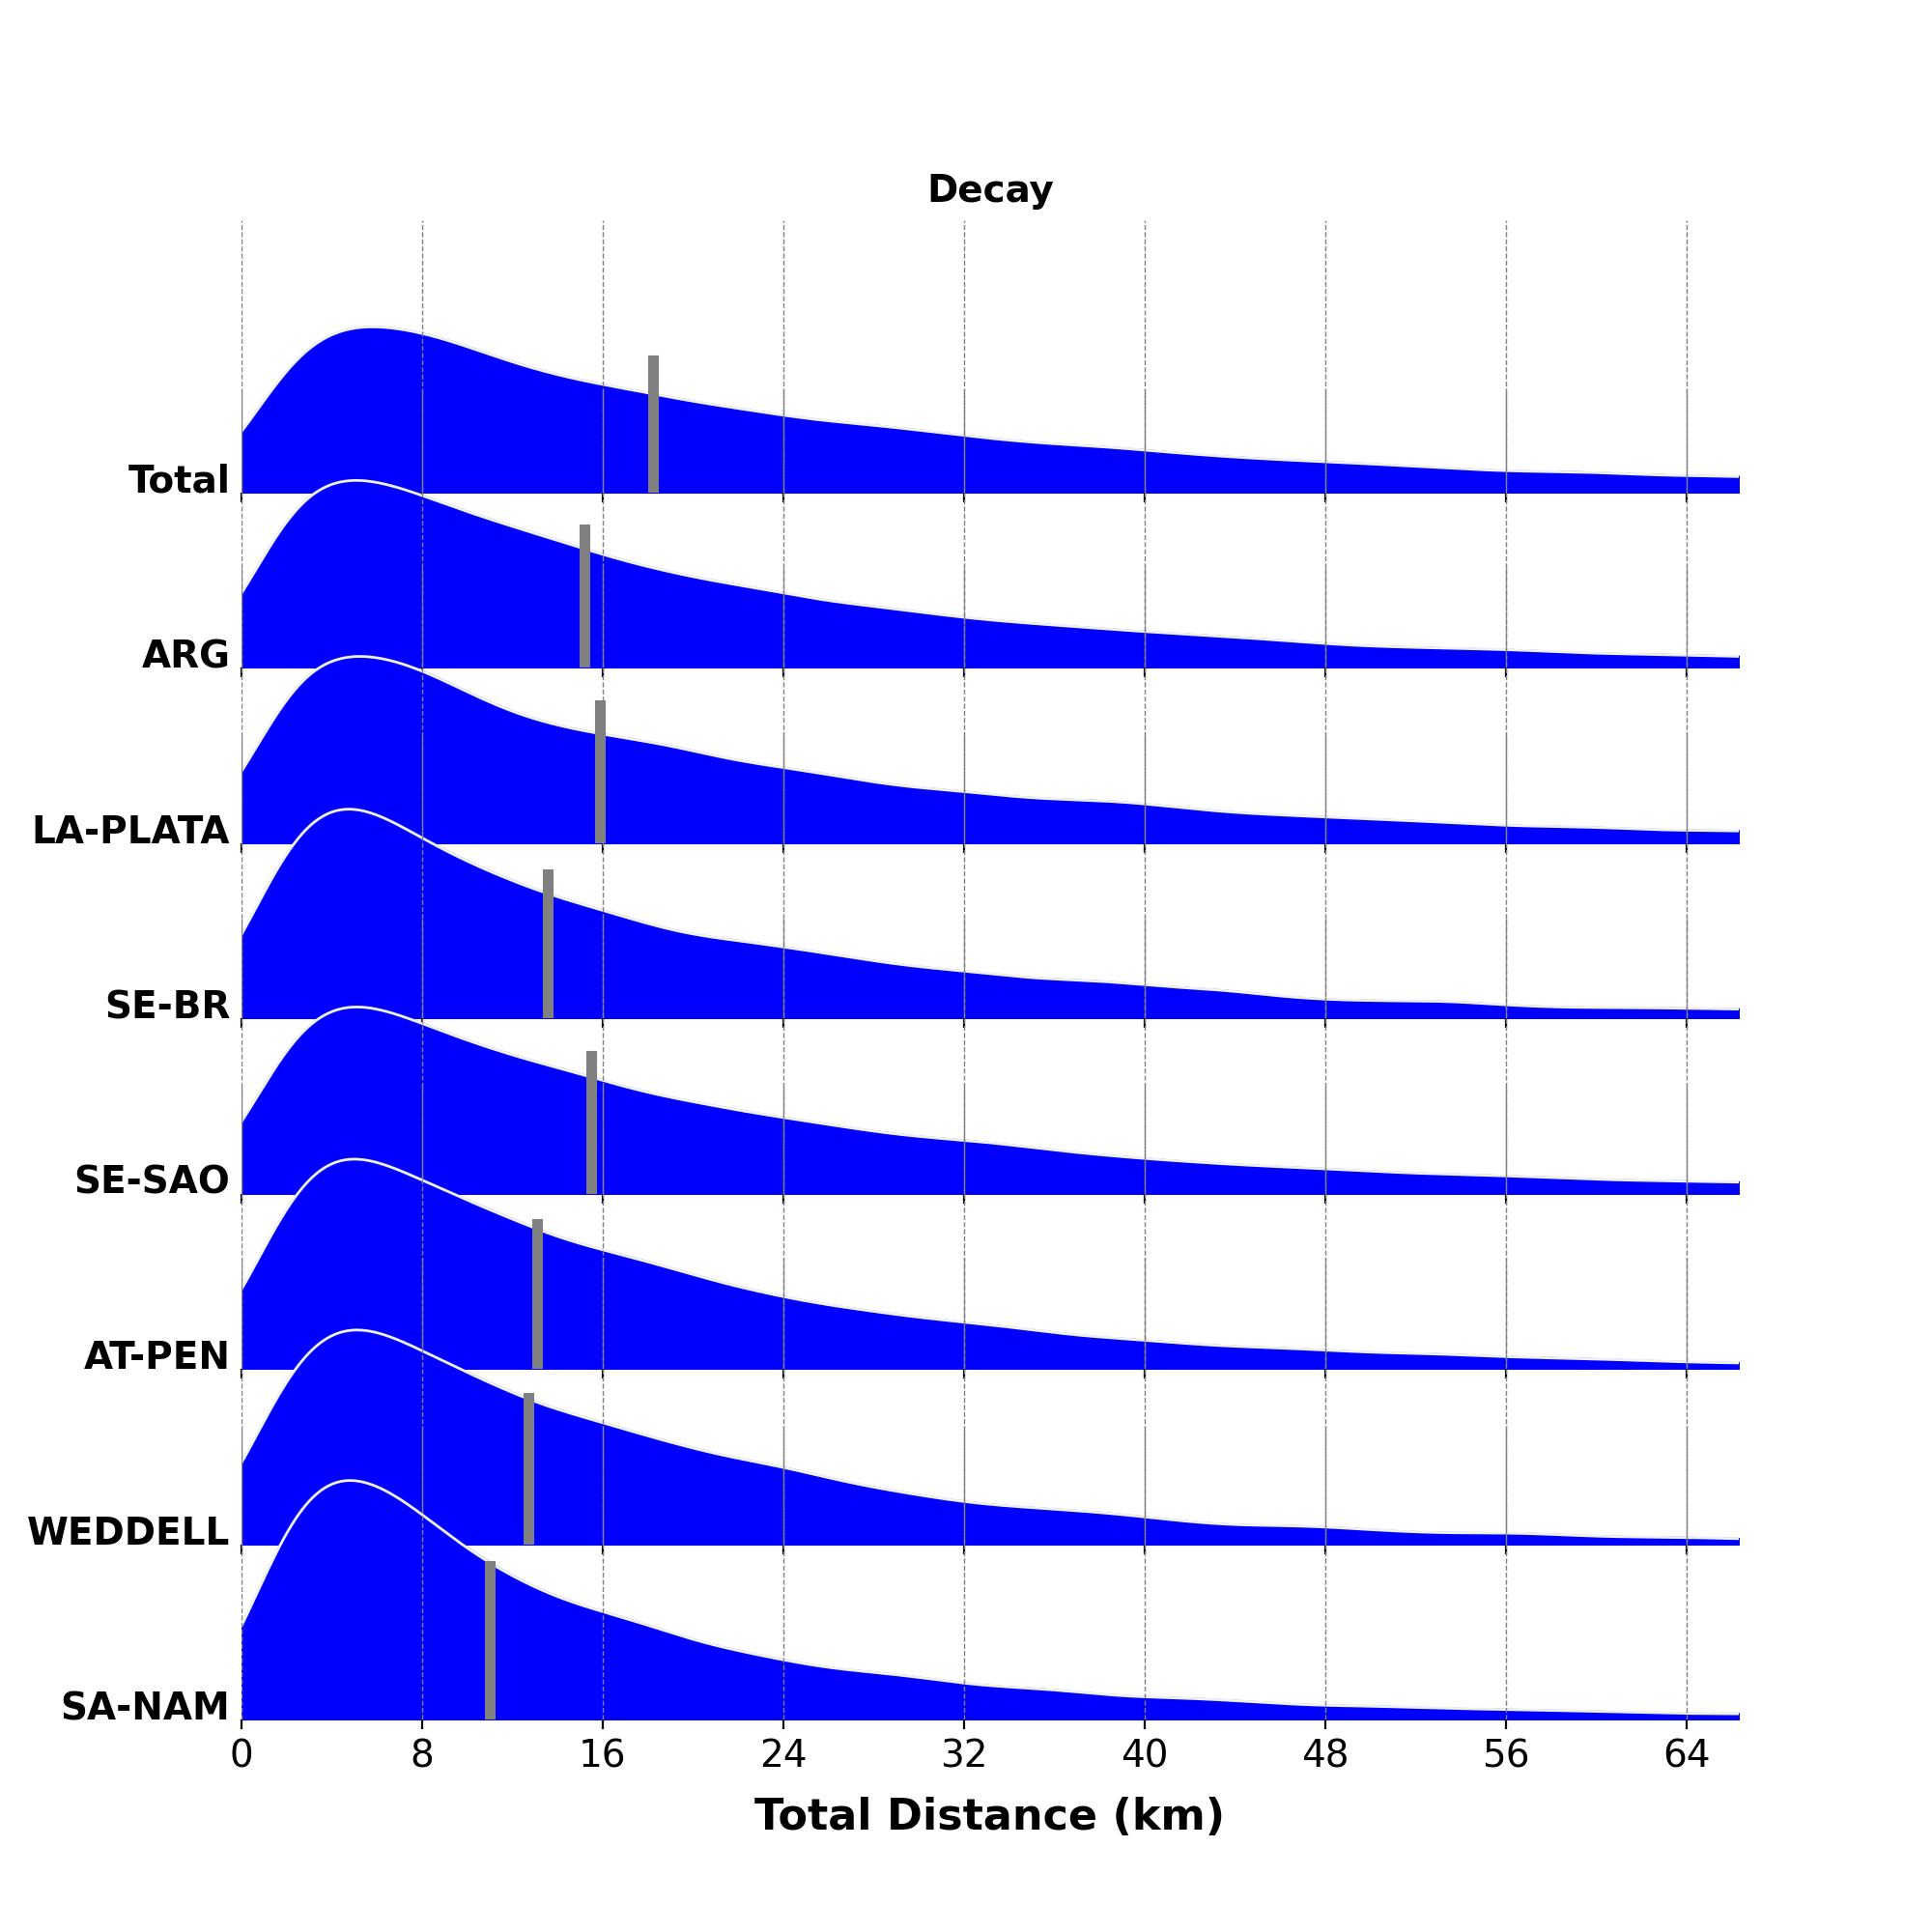 Decay
Total
ARG
LA-PLATA
SE-BR
SE-SAO
AT-PEN
WEDDELL
SA-NAM
0 8 16 24 32 40 48 56 64
Total Distance (km)